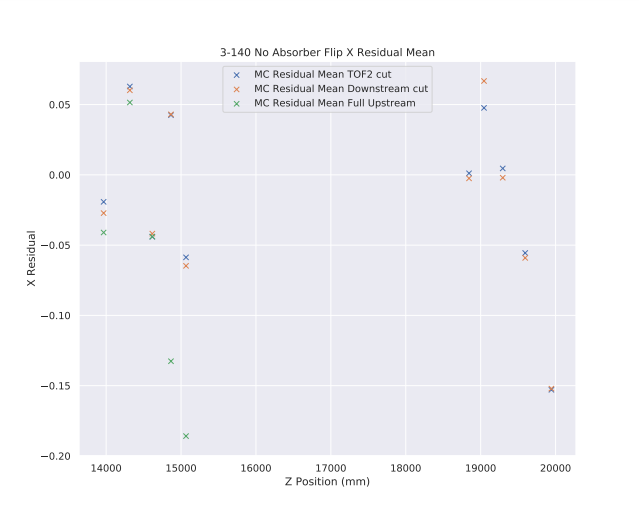 3-140 No Absorber Flip X Residual Mean
MC Residual Mean TOF2 cut
MC Residual Mean Downstream cut
MC Residual Mean Full Upstream
0.05
0.00
−0.05
−0.10
−0.15
−0.20
X Residual
14000 15000 16000 17000 18000 19000 20000
Z Position (mm)